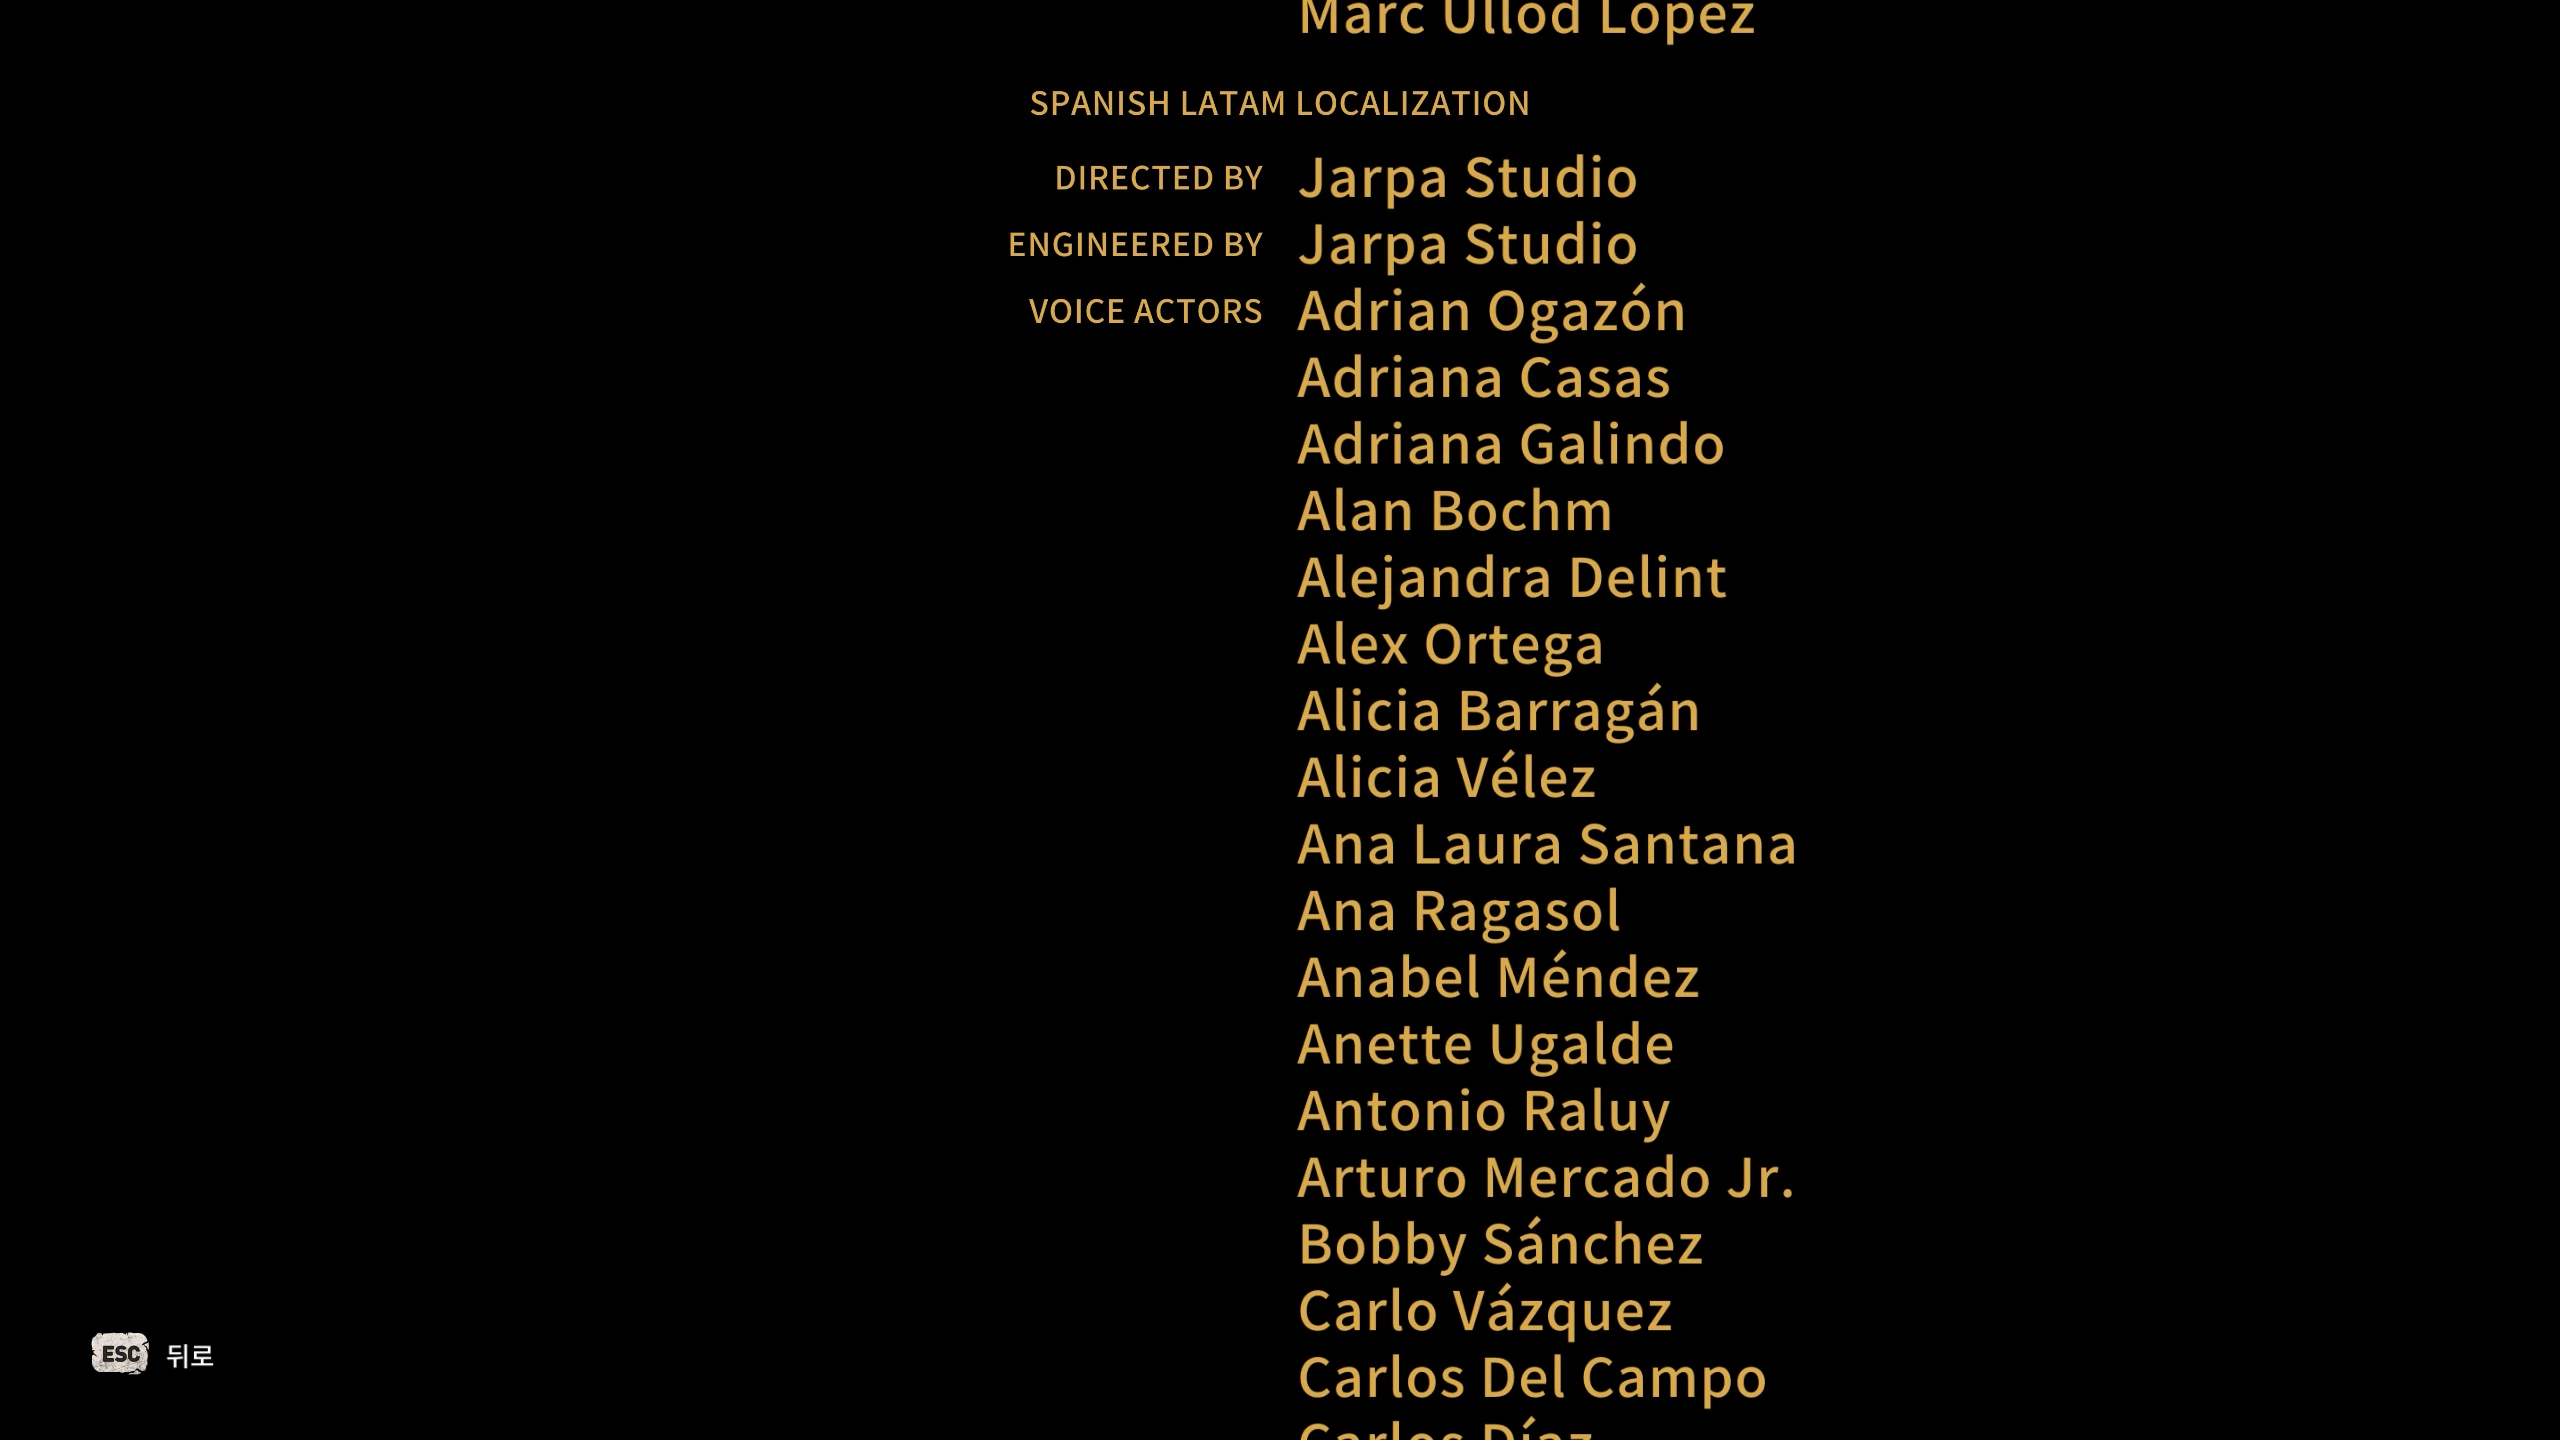 Marc Ullod Lopez
SPANISH LATAM LOCALIZATION
DIRECTED BY Jarpa Studio
ENGINEERED BY Jarpa Studio
VOICE ACTORS Adrian Ogazón
Adriana Casas
Adriana Galindo
Alan Bochm
Alejandra Delint
Alex Ortega
Alicia Barragán
Alicia Vélez
Ana Laura Santana
Ana Ragasol
Anabel Méndez
Anette Ugalde
Antonio Raluy
Arturo Mercado Jr.
Bobby Sánchez
Carlo Vázquez
Carlos Del Campo
Carlos Díaz
ESC 뒤로